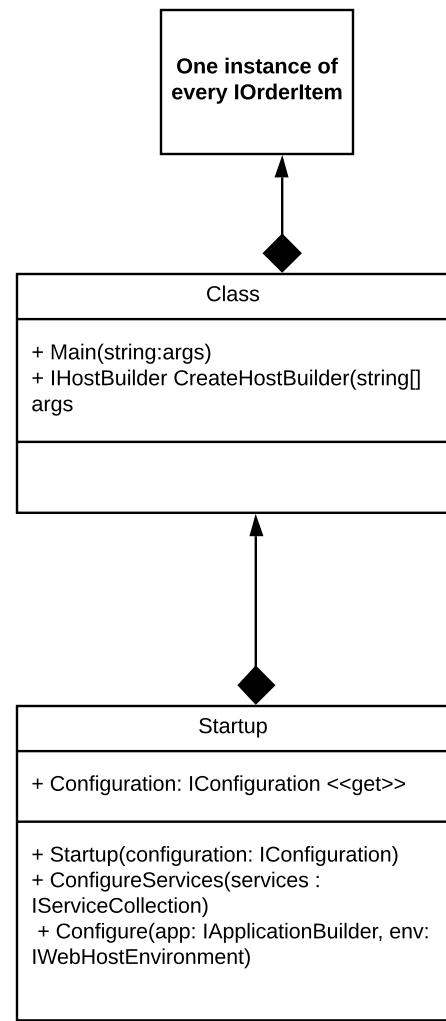 One instance of
every IOrderItem
Class
+ Main(string:args)
+ IHostBuilder CreateHostBuilder(string[]
args
Startup
+ Configuration: IConfiguration <<get>>
+ Startup(configuration: IConfiguration)
+ ConfigureServices(services :
IServiceCollection)
+ Configure(app: IApplicationBuilder, env:
IWebHostEnvironment)